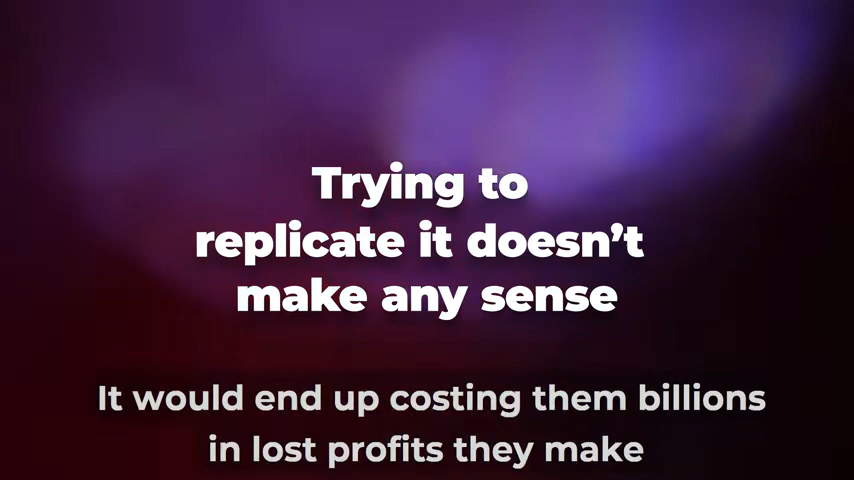 Trying to
replicate it doesn’t
make any sense
It would end up costing them billions
in lost profits they make